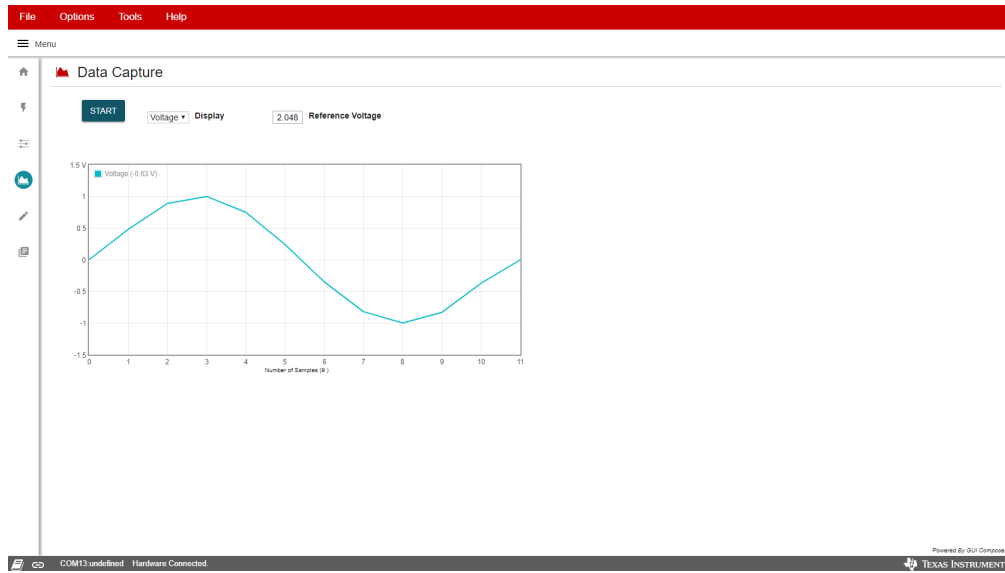 File Options Tools Help
Menu
Data Capture
START Voltage Display 2.048 Reference Voltage
1.5 V
Voltage (-0.63 V)
1
0.5
0
-0.5
-1
-1.5
0 1 2 3 4 5 6 7 8 9 10 11
Number of Samples (9 )
Powered By GUI Compose
COM13:undefined Hardware Connected. TEXAS INSTRUMENT